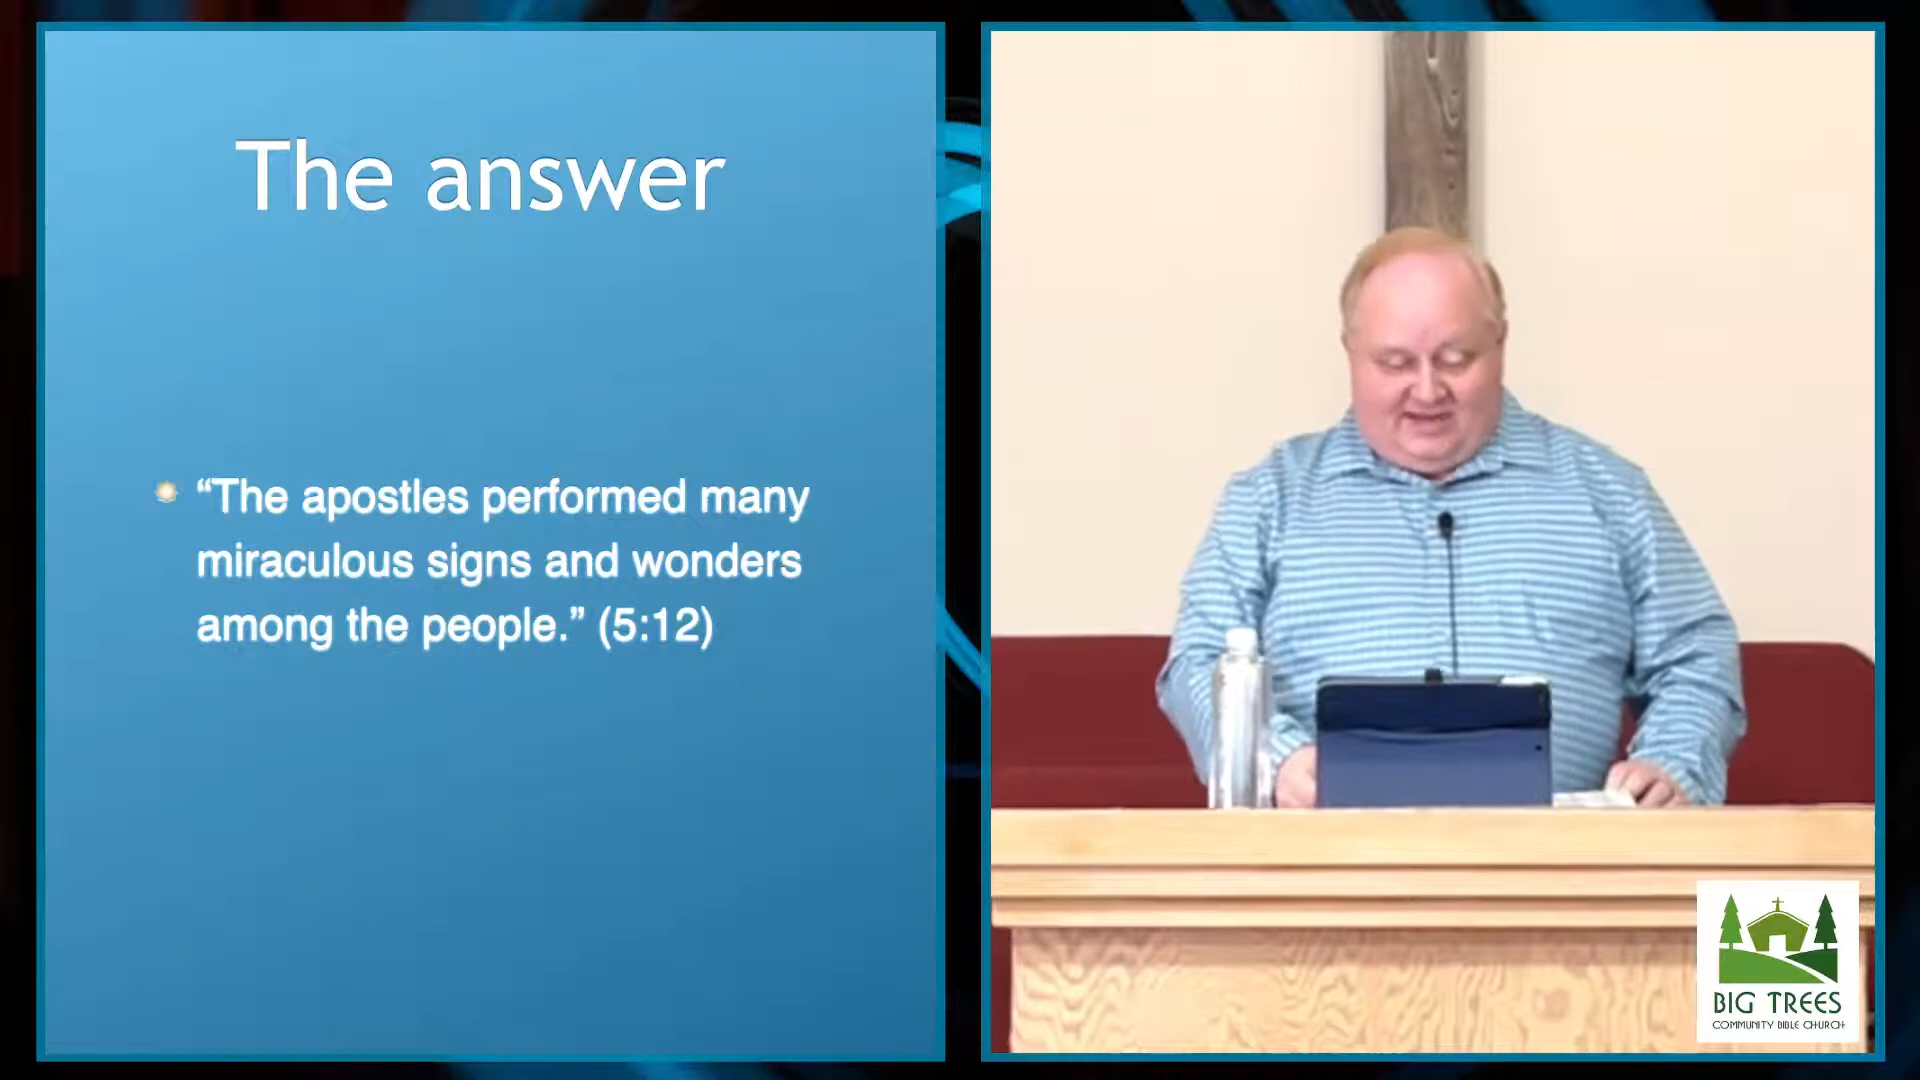 The answer
“The apostles performed many
miraculous signs and wonders
among the people.” (5:12)
BIG TREES
COMMUNITY BIBLE CHURCH